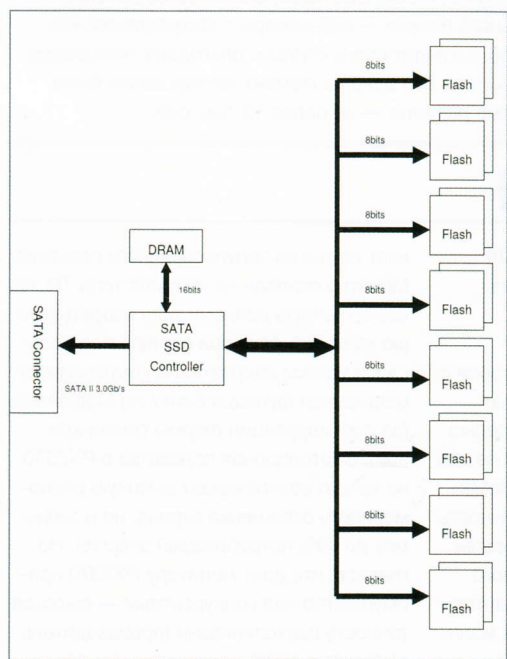 8bits
Flash
8bits
Flash
8bits
Flash
DRAM
16bits
8bits
Flash
SATA Connector
SATA II 3.0Gb/s
SATA
SSD
Controller
8bits
Flash
8bits
Flash
8bits
Flash
8bits
Flash